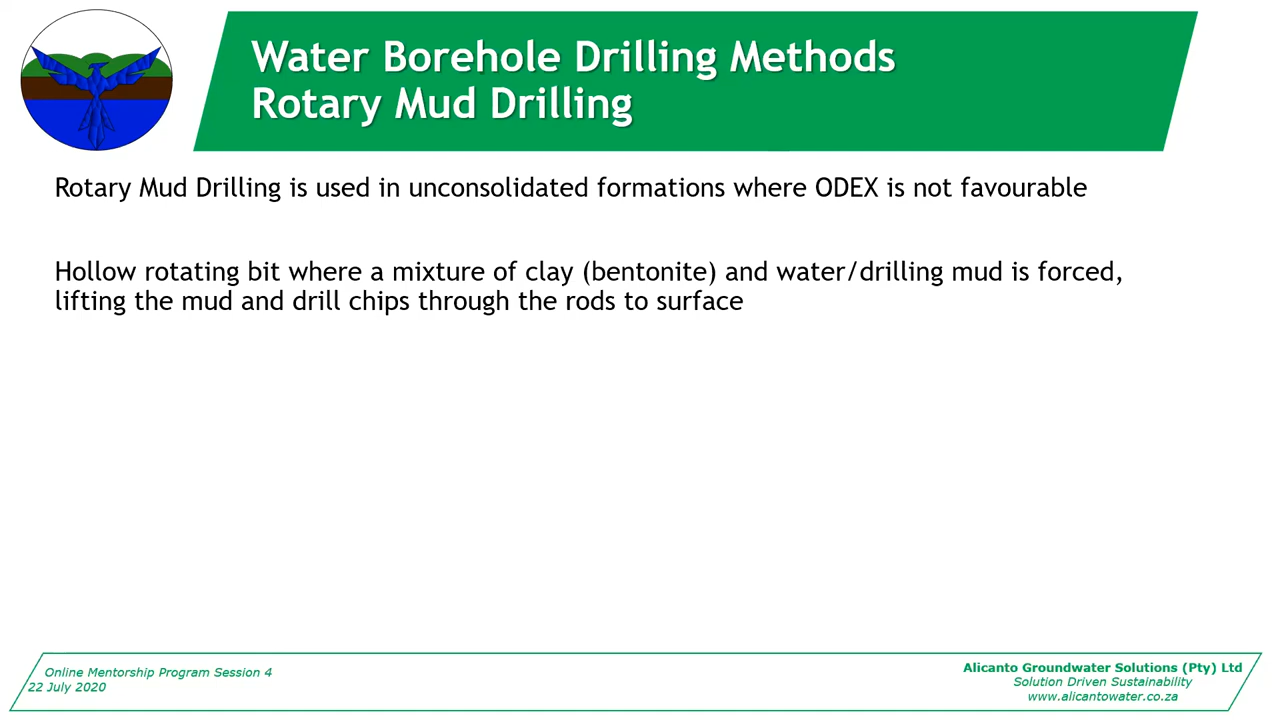 Water Borehole Drilling Methods
Rotary Mud Drilling
Rotary Mud Drilling is used in unconsolidated formations where ODEX is not favourable
Hollow rotating bit where a mixture of clay (bentonite) and water/drilling mud is forced,
lifting the mud and drill chips through the rods to surface
Online Mentorship Program Session 4
22 July 2020
Alicanto Groundwater Solutions (Pty) Ltd
Solution Driven Sustainability
www.alicantowater.co.za